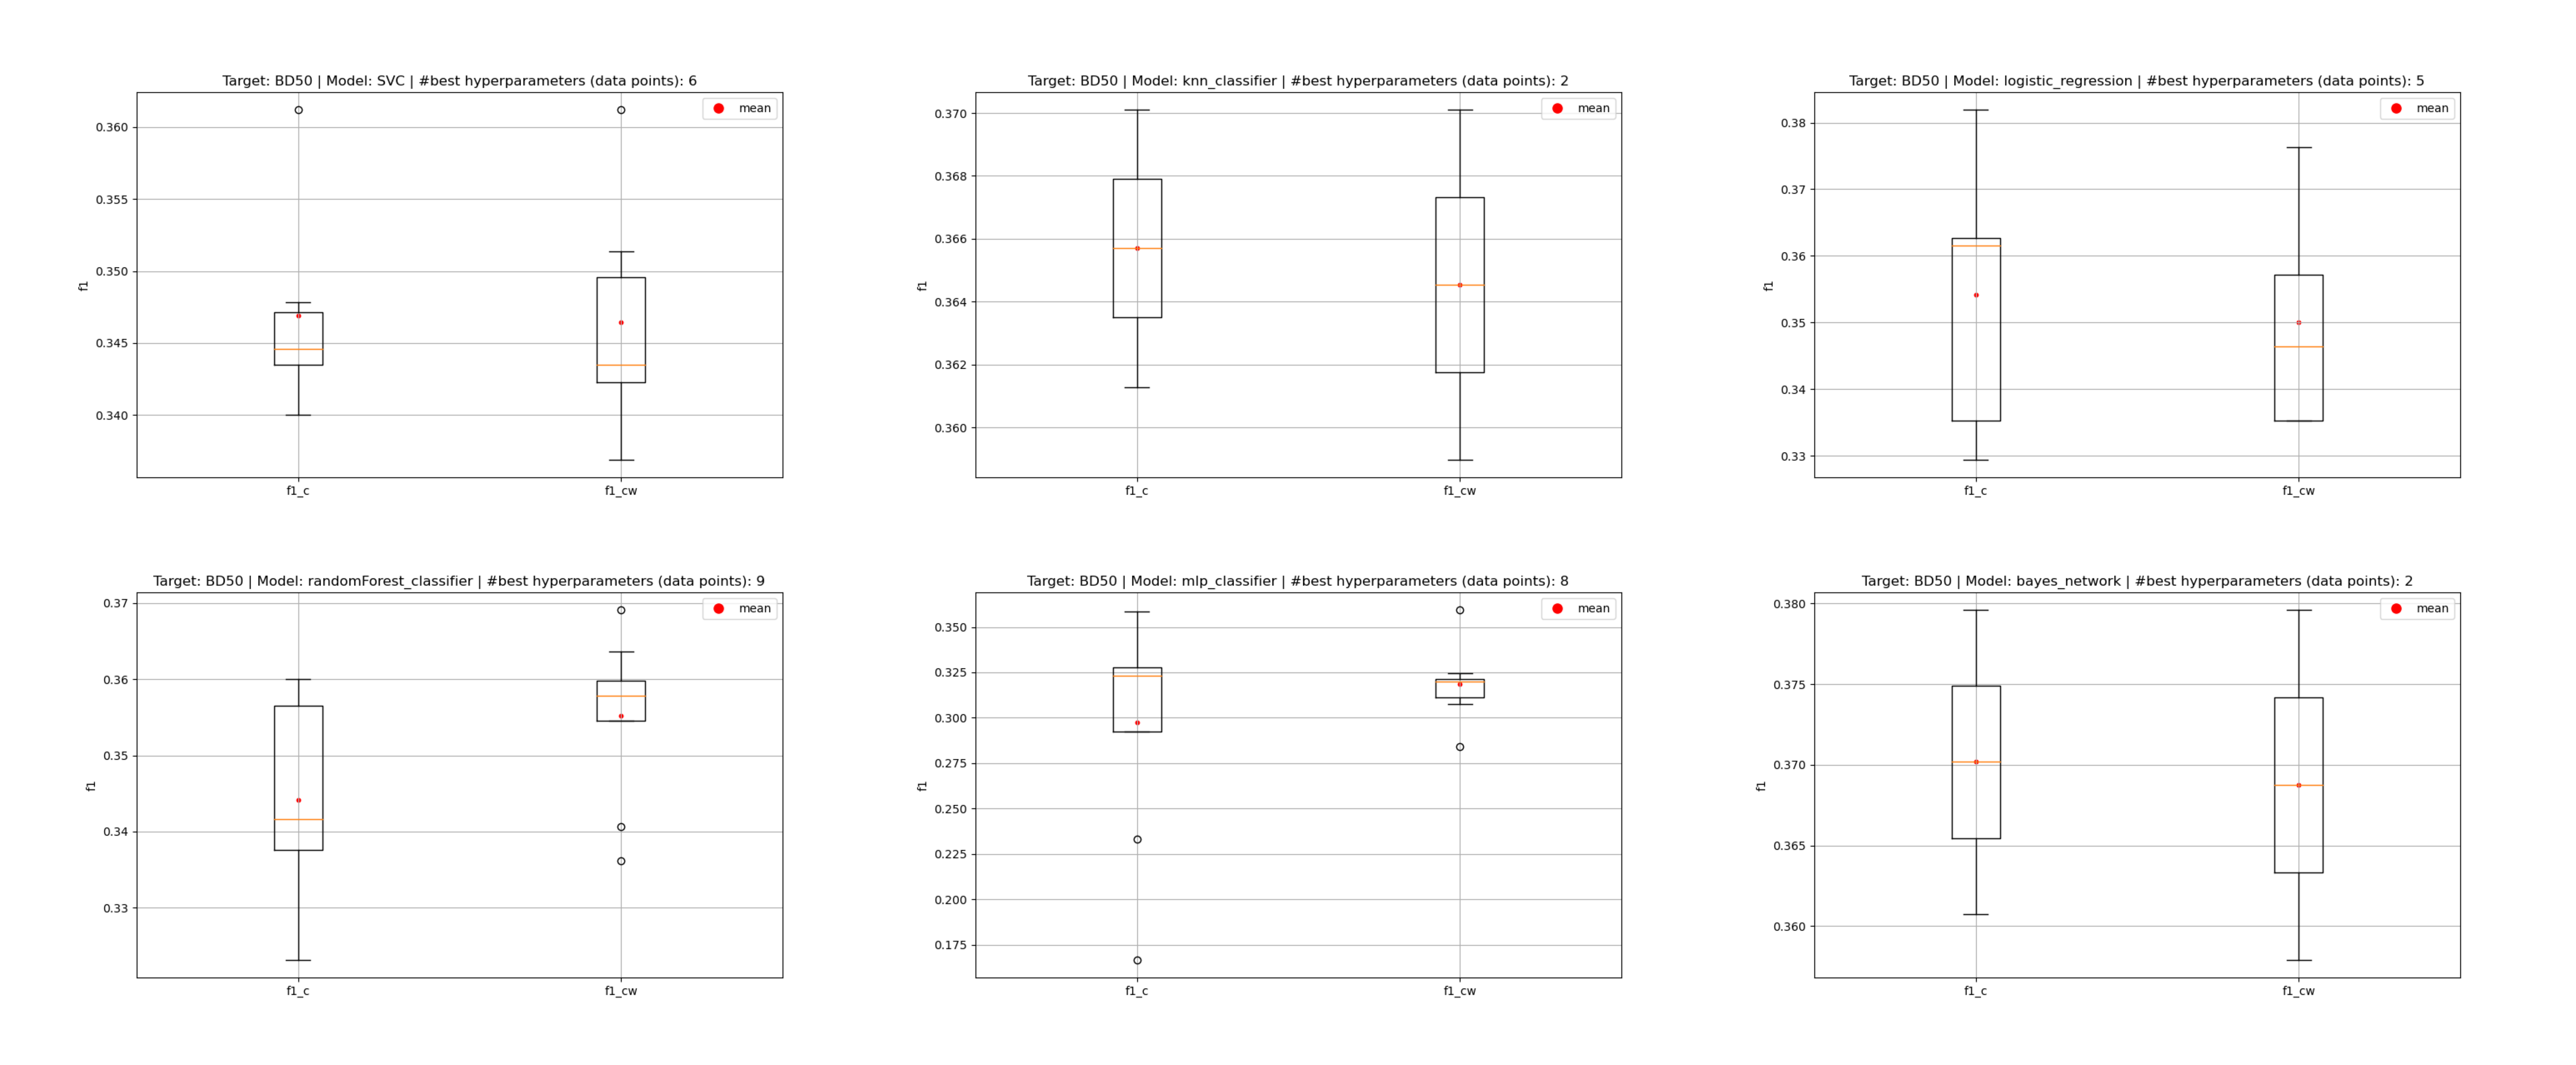 Target: BD50 | Model: SVC | #best hyperparameters (data points): 6
mean
0.360
0.355
0.350
0.345
0.340
f1
f1_c
f1_cw
Target: BD50 | Model: knn_classifier | #best hyperparameters (data points): 2
mean
0.370
0.368
0.366
0.364
0.362
0.360
f1
f1_c
f1_cw
Target: BD50 | Model: logistic_regression | #best hyperparameters (data points): 5
mean
0.38
0.37
0.36
0.35
0.34
0.33
f1
f1_c
f1_cw
Target: BD50 | Model: randomForest_classifier | #best hyperparameters (data points): 9
mean
0.37
0.36
0.35
0.34
0.33
f1
f1_c
f1_cw
Target: BD50 | Model: mlp_classifier | #best hyperparameters (data points): 8
mean
0.350
0.325
0.300
0.275
0.250
0.225
0.200
0.175
f1
f1_c
f1_cw
Target: BD50 | Model: bayes_network | #best hyperparameters (data points): 2
mean
0.380
0.375
0.370
0.365
0.360
f1
f1_c
f1_cw